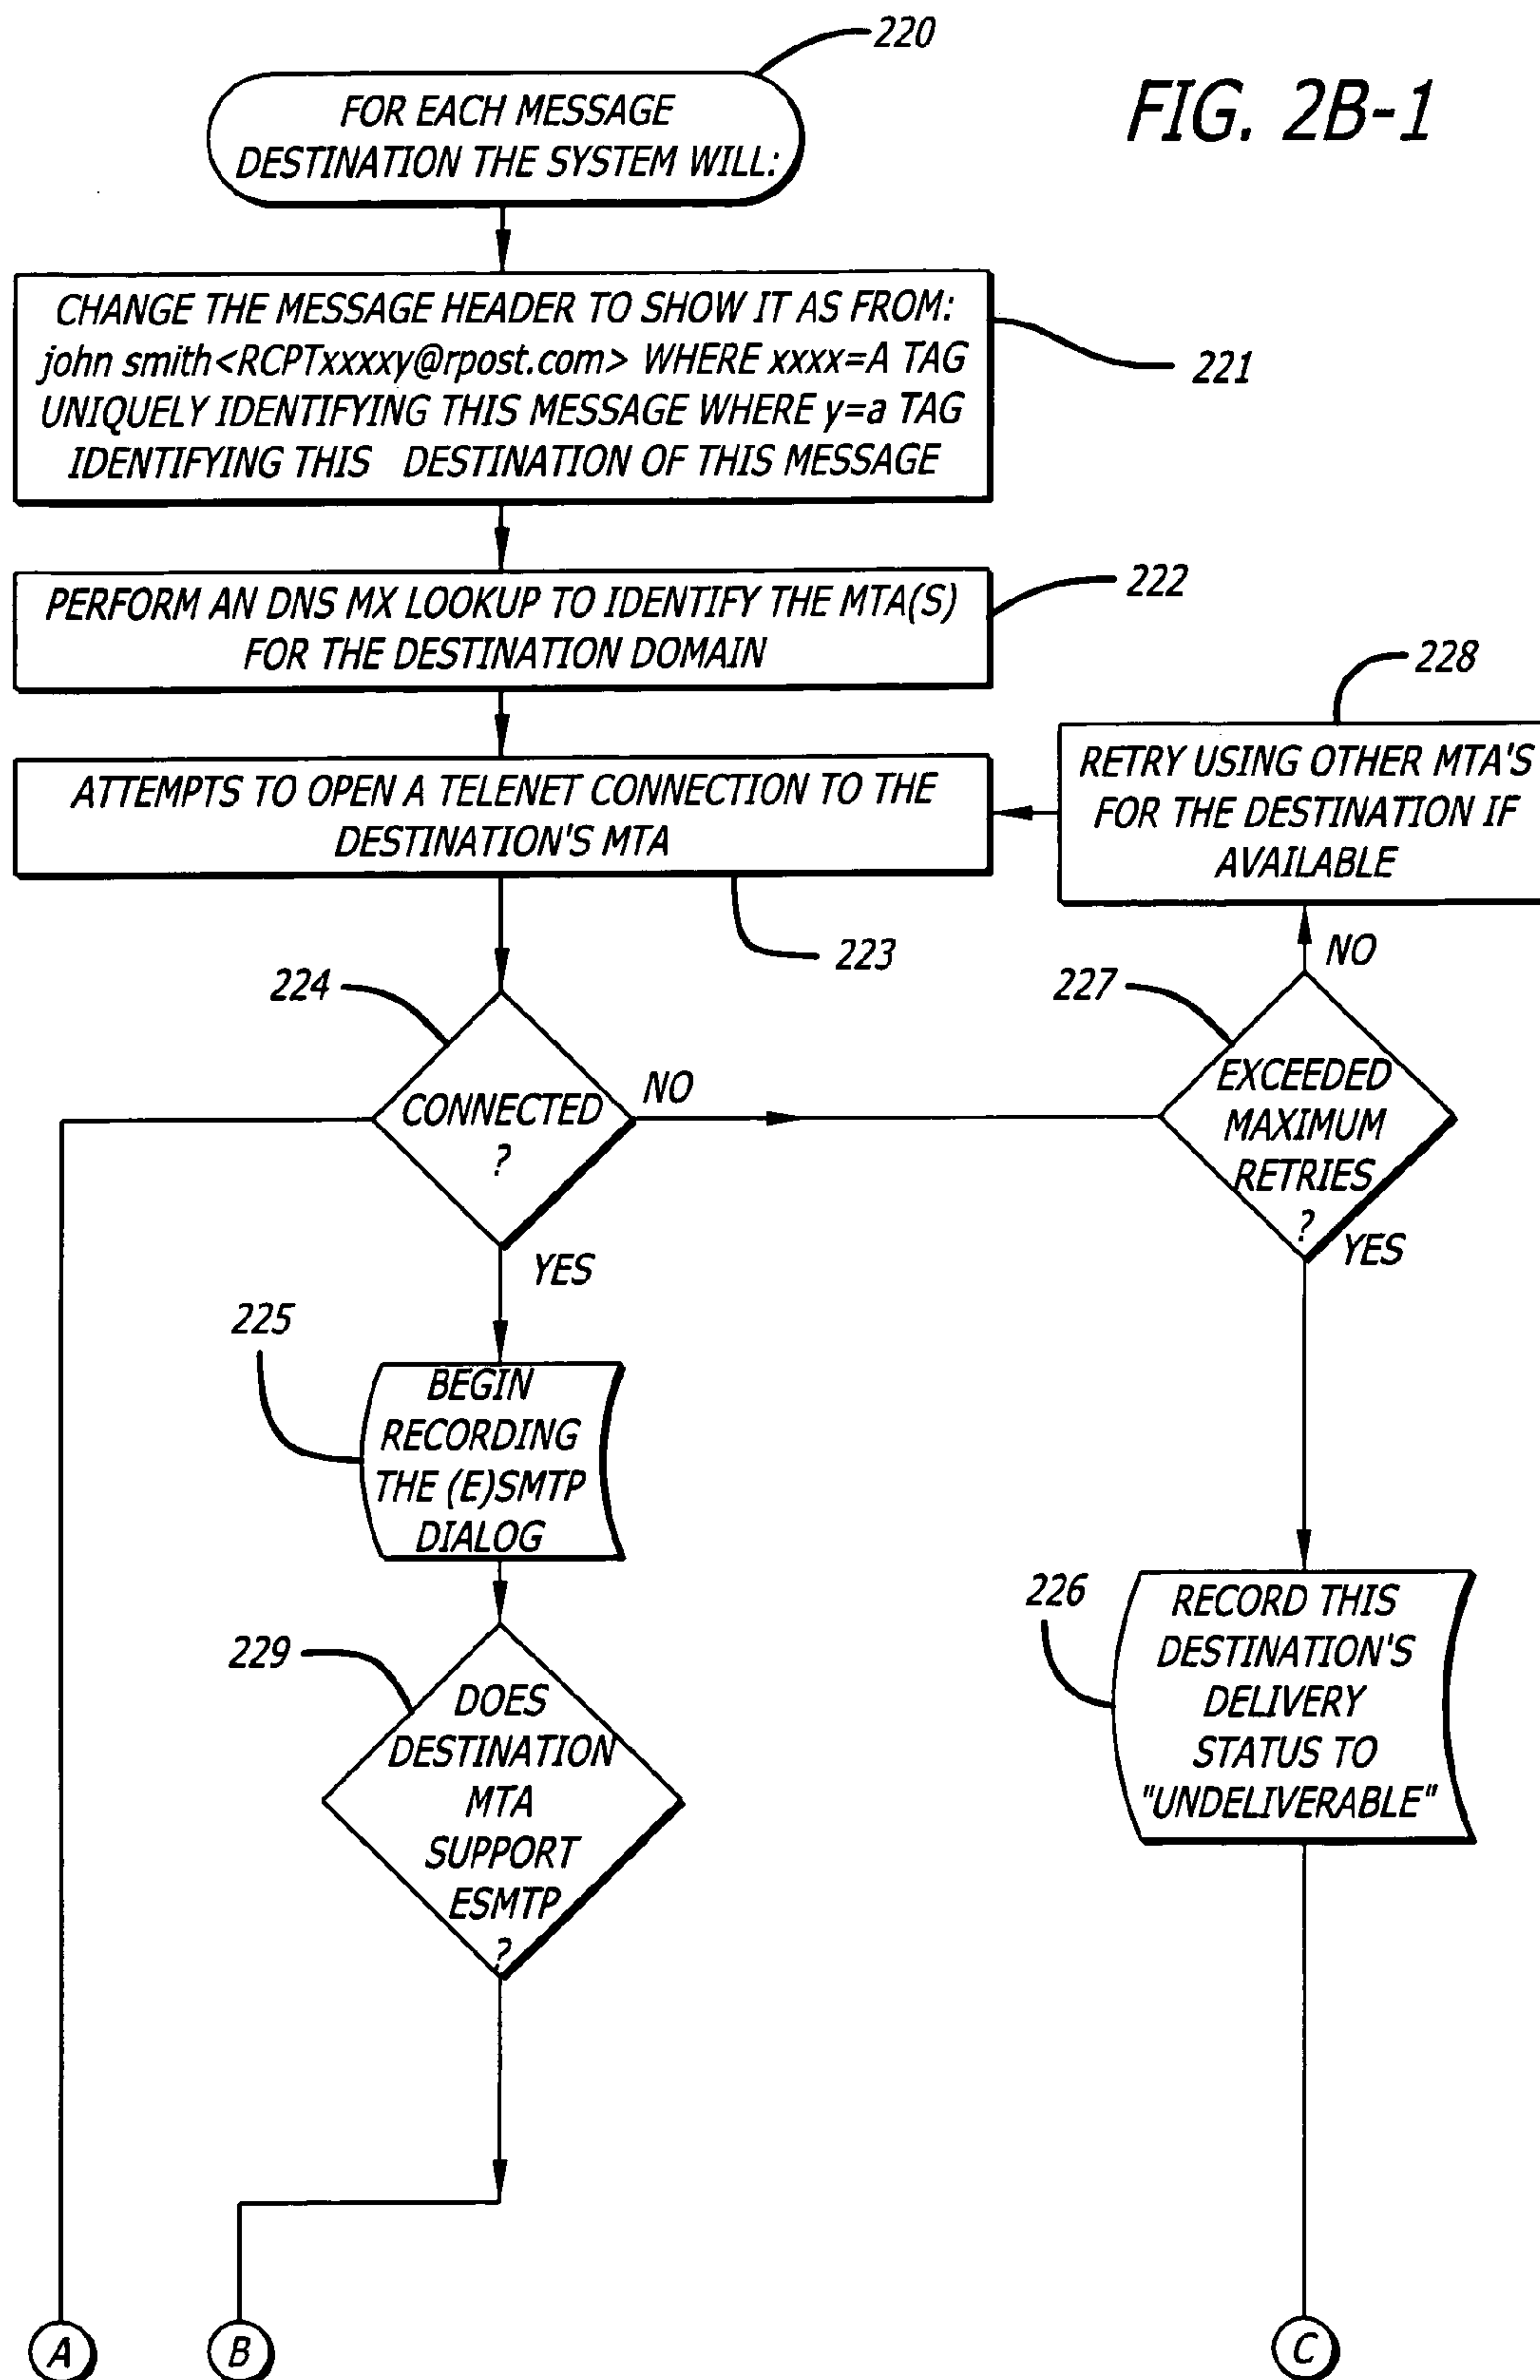 220
FIG. 2B-1
FOR EACH MESSAGE
DESTINATION THE SYSTEM WILL:
CHANGE THE MESSAGE HEADER TO SHOW IT AS FROM:
john smith<RCPTxxxxy@rpost.com> WHERE xxxx=A TAG
UNIQUELY IDENTIFYING THIS MESSAGE WHERE y=a TAG
IDENTIFYING THIS DESTINATION OF THIS MESSAGE
221
PERFORM AN DNS MX LOOKUP TO IDENTIFY THE MTA(S)
FOR THE DESTINATION DOMAIN
222
228
ATTEMPTS TO OPEN A TELENET CONNECTION TO THE
DESTINATION'S MTA
223
RETRY USING OTHER MTA'S
FOR THE DESTINATION IF
AVAILABLE
NO
224
CONNECTED
?
NO
YES
227
EXCEEDED
MAXIMUM
RETRIES
?
YES
225
BEGIN
RECORDING
THE (E)SMTP
DIALOG
229
DOES
DESTINATION
MTA
SUPPORT
ESMTP
?
226
RECORD THIS
DESTINATION'S
DELIVERY
STATUS TO
"UNDELIVERABLE"
A
B
C